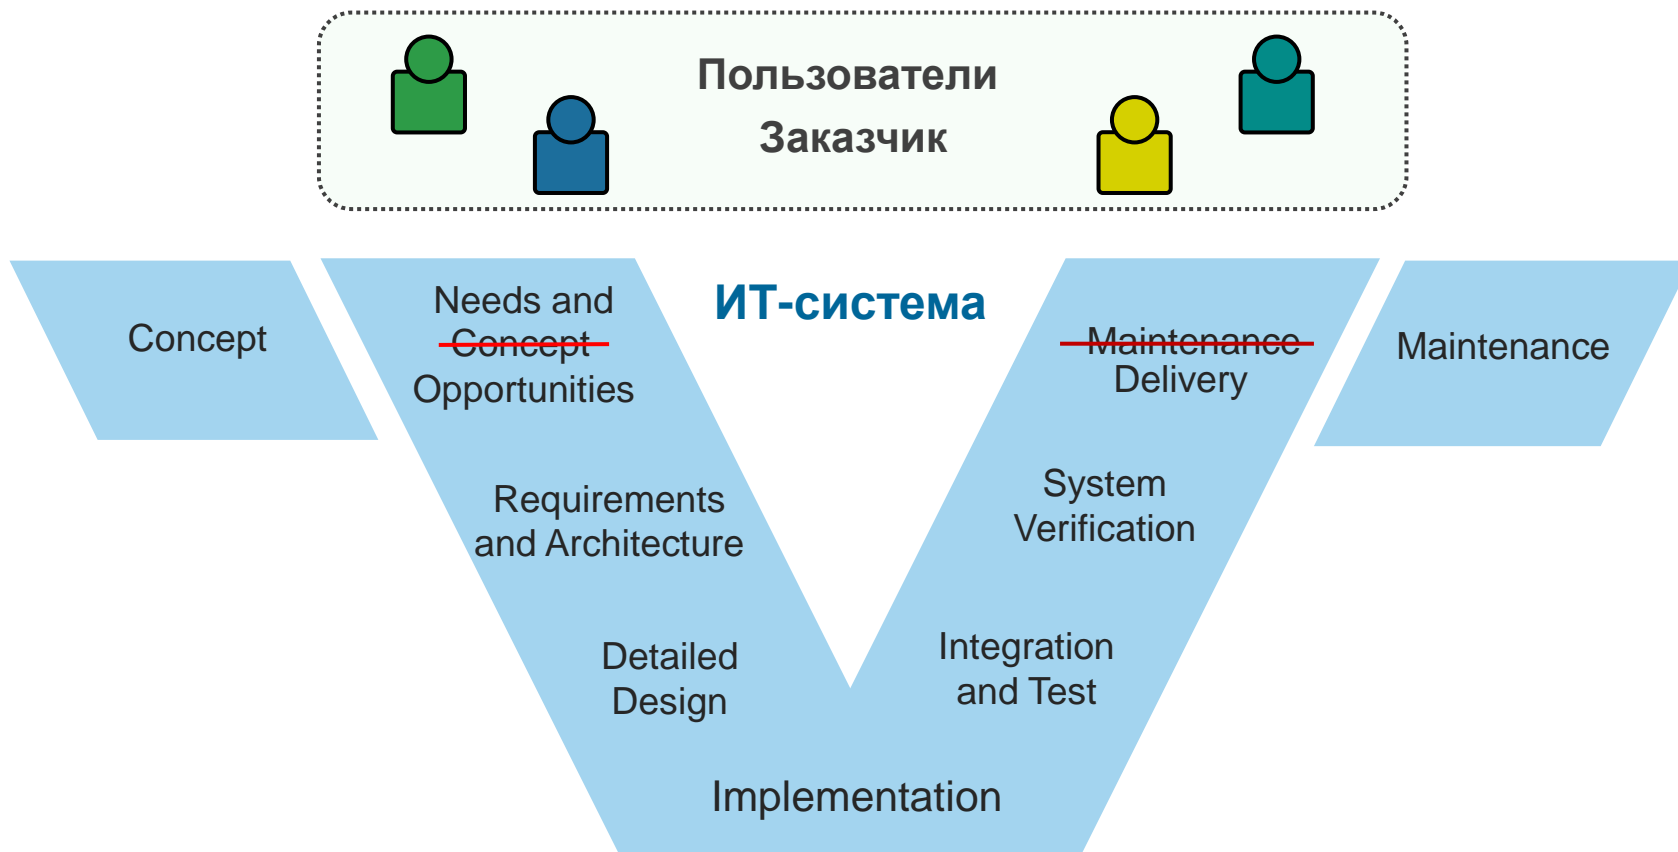 Пользователи
Заказчик
ИТ-система
Concept
Needs and
Concept
Opportunities
Requirements
and Architecture
Detailed
Design
Implementation
Integration
and Test
System
Verification
Maintenance
Delivery
Maintenance